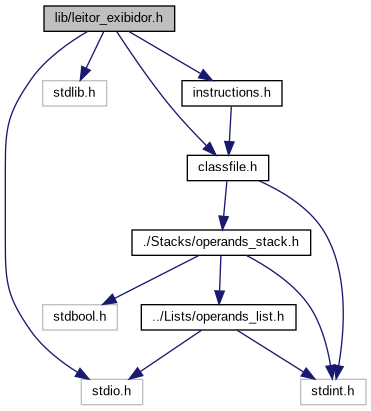 lib/leitor_exibidor.h
stdlib.h
instructions.h
classfile.h
./Stacks/operands_stack.h
stdbool.h
../Lists/operands_list.h
stdio.h
stdint.h